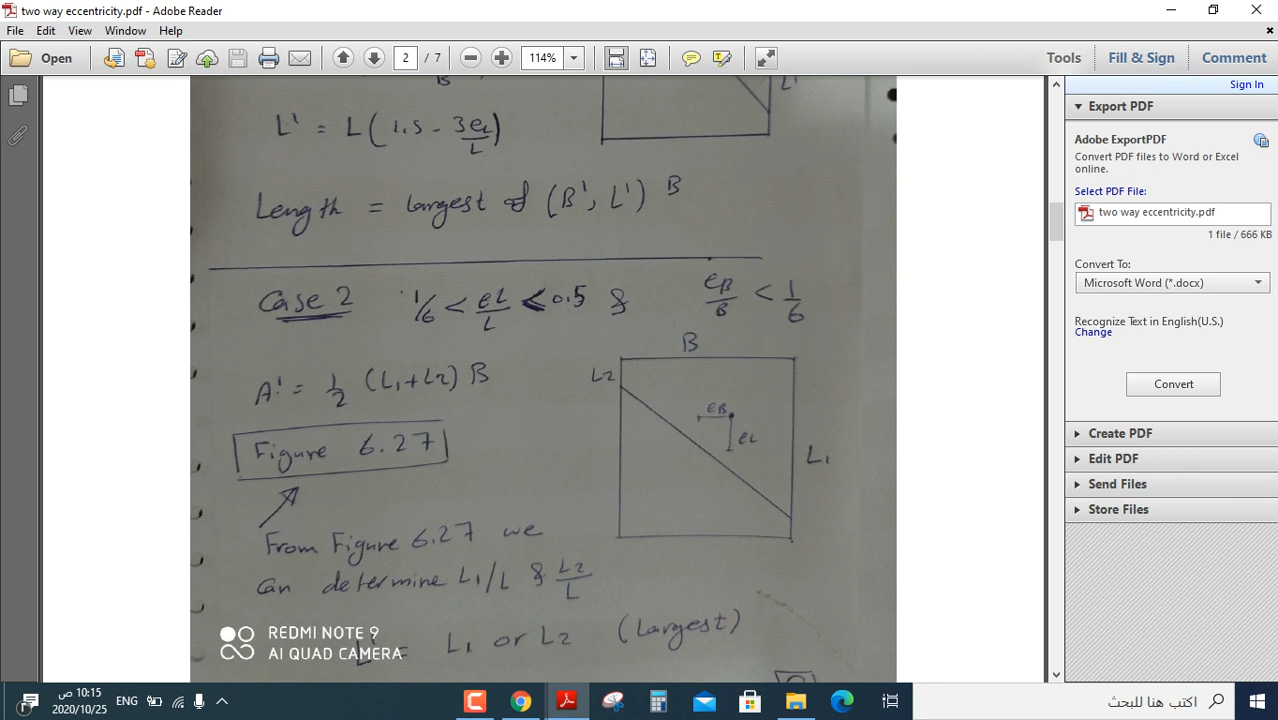 two way eccentricity.pdf - Adobe Reader
File Edit View Window Help
Open 2 / 7 114% Tools Fill & Sign Comment
Sign In
B
L'
L' = L ( 1.5 - 3eL/L )
Length = largest of (B', L') B
Case 2 1/6 < eL/L < 0.5 & eB/B < 1/6
B
A' = 1/2 (L1+L2) B
L2
eB
eL
L1
Figure 6.27
From Figure 6.27 we
can determine L1/L & L2/L
L' = L1 or L2 (largest)
REDMI NOTE 9
AI QUAD CAMERA
Export PDF
Adobe ExportPDF
Convert PDF files to Word or Excel
online.
Select PDF File:
two way eccentricity.pdf
1 file / 666 KB
Convert To:
Microsoft Word (*.docx)
Recognize Text in English(U.S.)
Change
Convert
Create PDF
Edit PDF
Send Files
Store Files
10:15 ص
2020/10/25
ENG
اكتب هنا للبحث